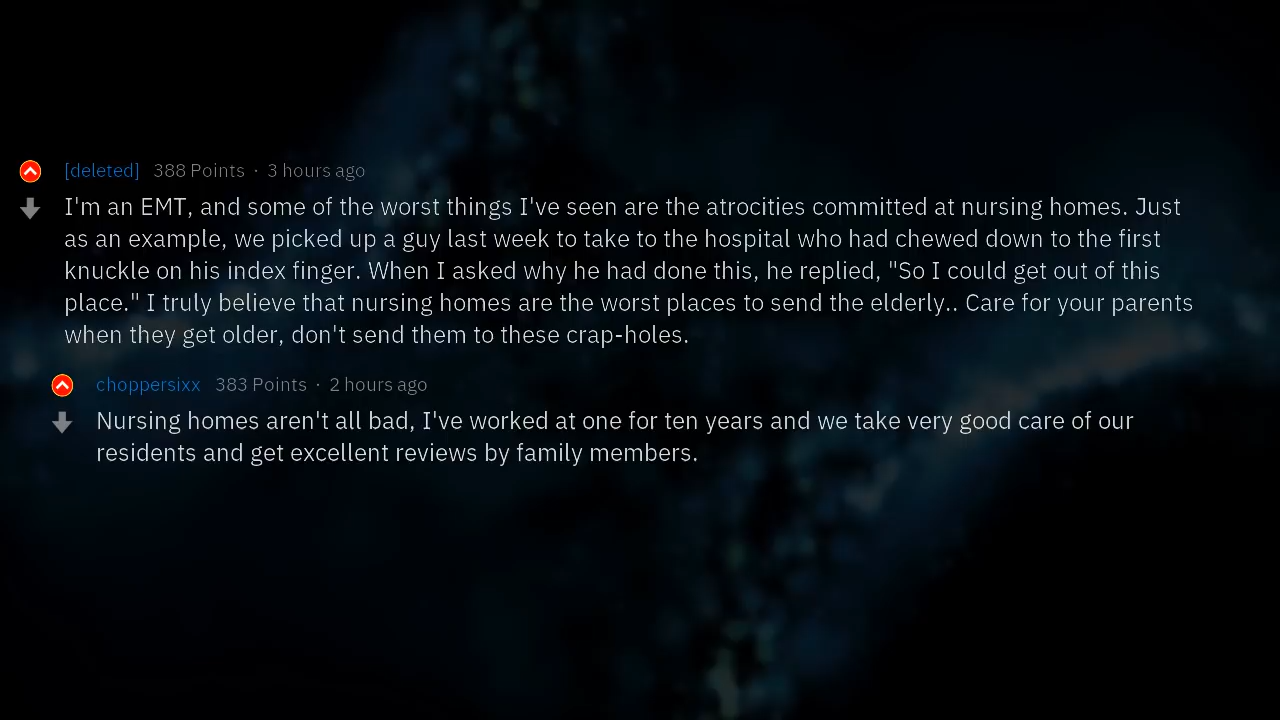 [deleted] 388 Points · 3 hours ago
I'm an EMT, and some of the worst things I've seen are the atrocities committed at nursing homes. Just
as an example, we picked up a guy last week to take to the hospital who had chewed down to the first
knuckle on his index finger. When I asked why he had done this, he replied, "So I could get out of this
place." I truly believe that nursing homes are the worst places to send the elderly.. Care for your parents
when they get older, don't send them to these crap-holes.
choppersixx 383 Points · 2 hours ago
Nursing homes aren't all bad, I've worked at one for ten years and we take very good care of our
residents and get excellent reviews by family members.